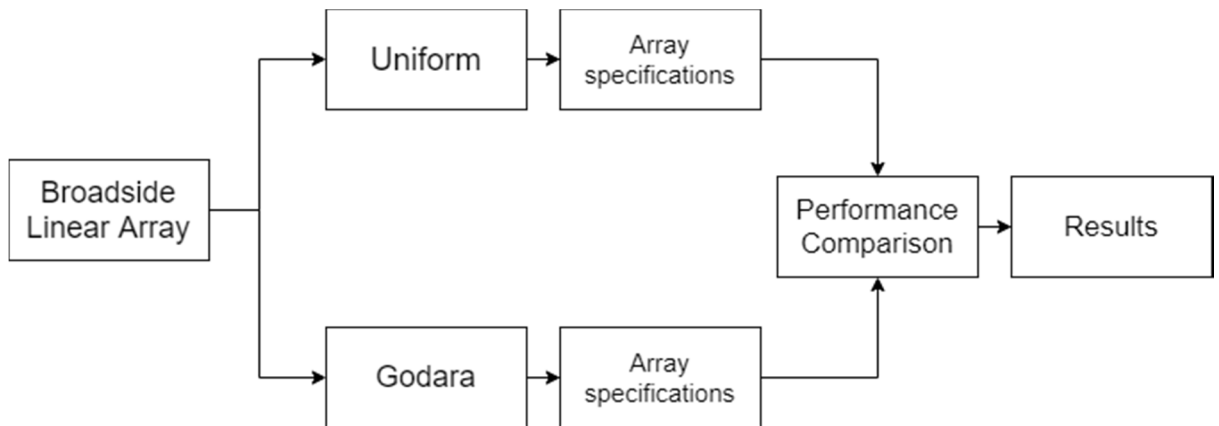 Uniform
Array
specifications
Broadside
Linear Array
Performance
Comparison
Results
Godara
Array
specifications